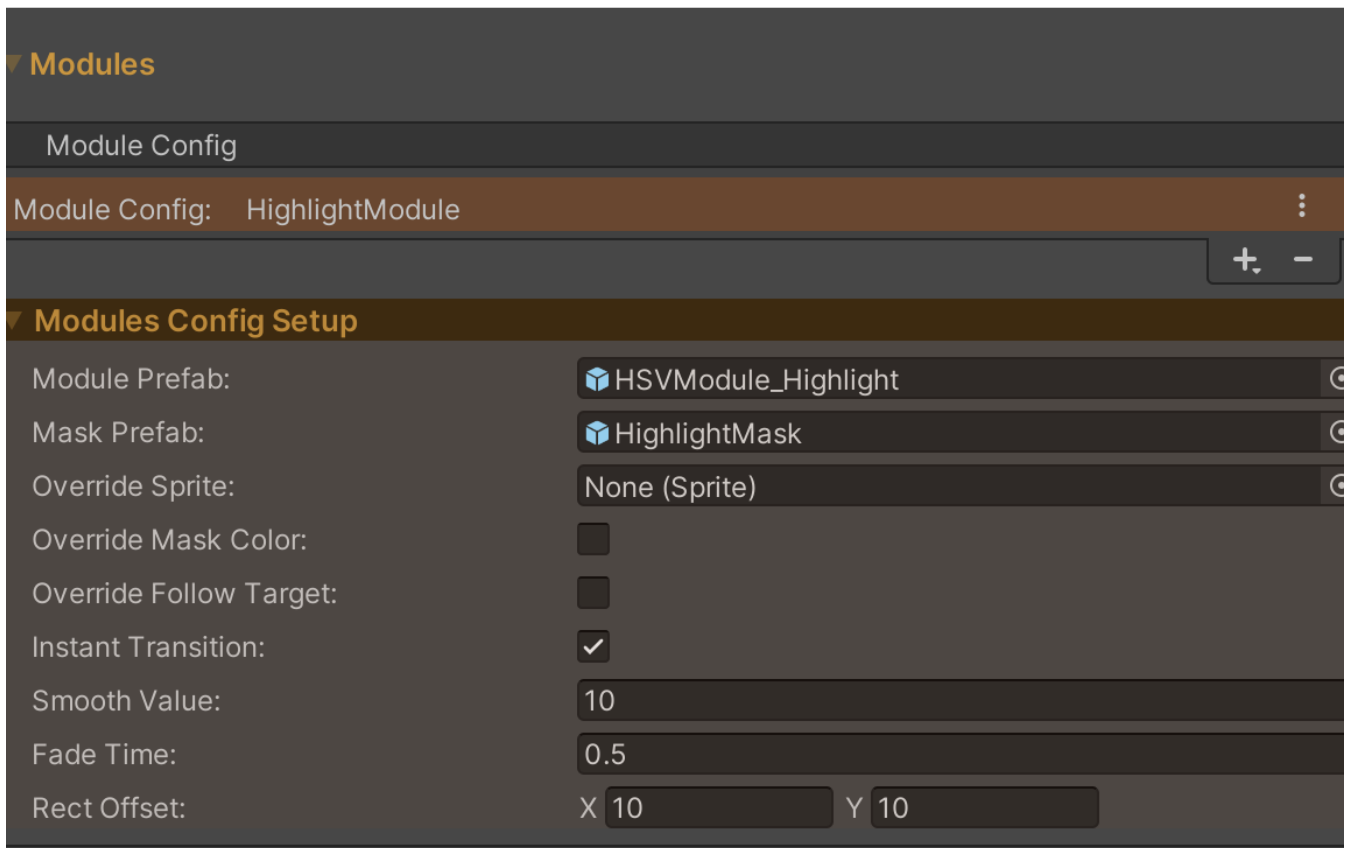 Modules
Module Config
Module Config: HighlightModule
Modules Config Setup
Module Prefab: HSVModule_Highlight
Mask Prefab: HighlightMask
Override Sprite: None (Sprite)
Override Mask Color:
Override Follow Target:
Instant Transition:
Smooth Value: 10
Fade Time: 0.5
Rect Offset: X 10 Y 10